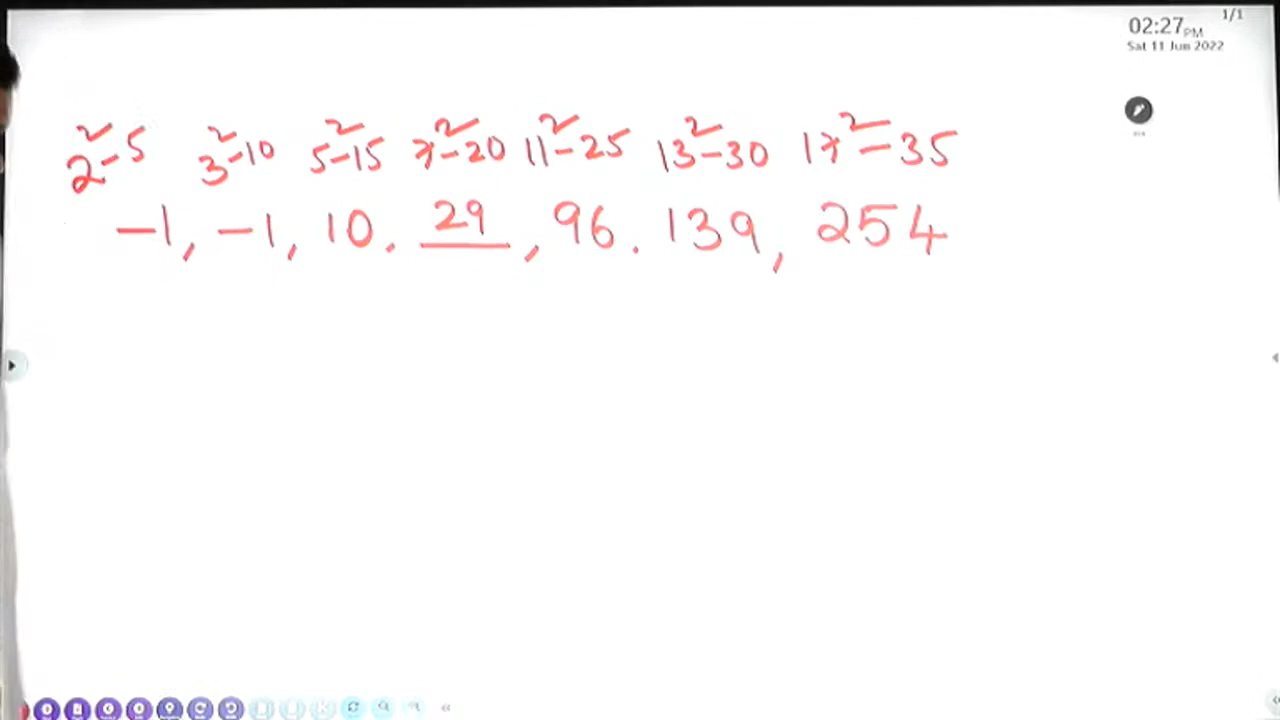 02:27PM 1/1
Sat 11 Jun 2022
2²-5 3²-10 5²-15 7²-20 11²-25 13²-30 17²-35
-1, -1, 10. 29, 96. 139, 254